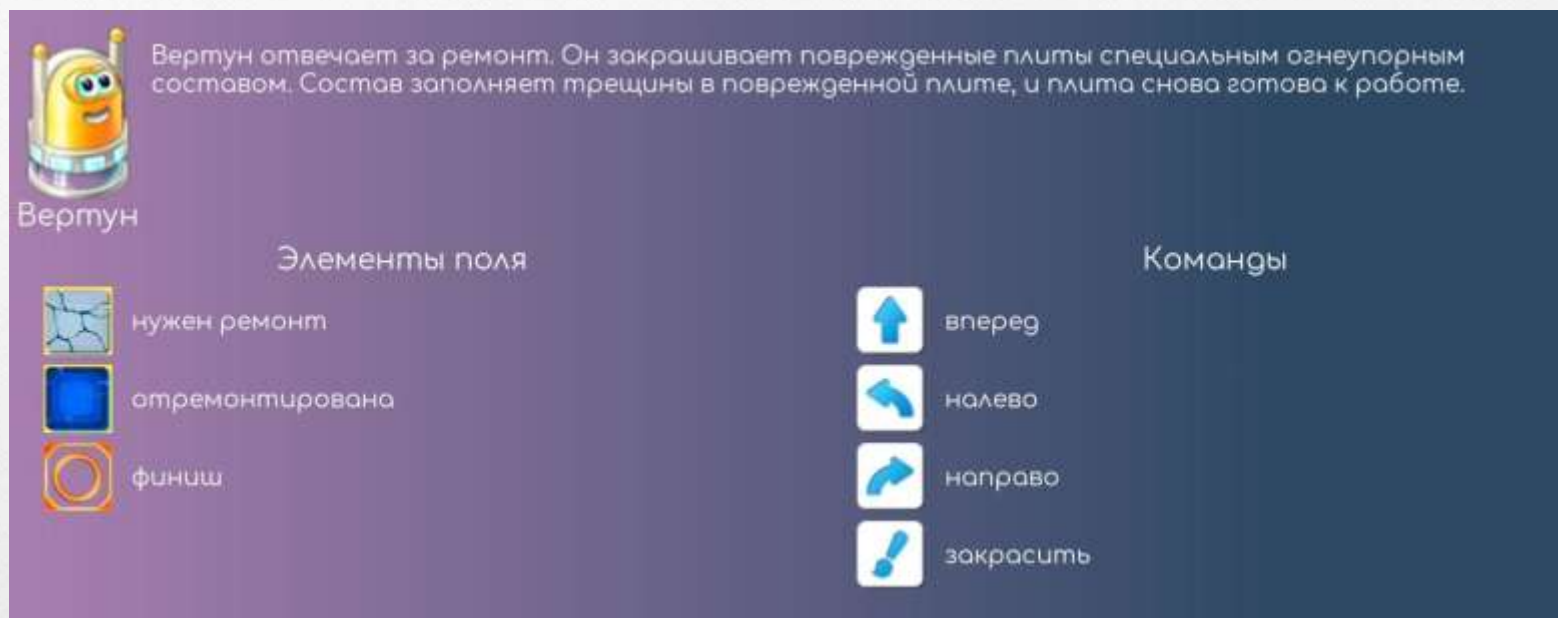 Вертун отвечает за ремонт. Он закрашивает поврежденные плиты специальным огнеупорным
составом. Состав заполняет трещины в поврежденной плите, и плита снова готова к работе.
Вертун
Элементы поля
Команды
нужен ремонт
вперед
отремонтирована
налево
финиш
направо
закрасить